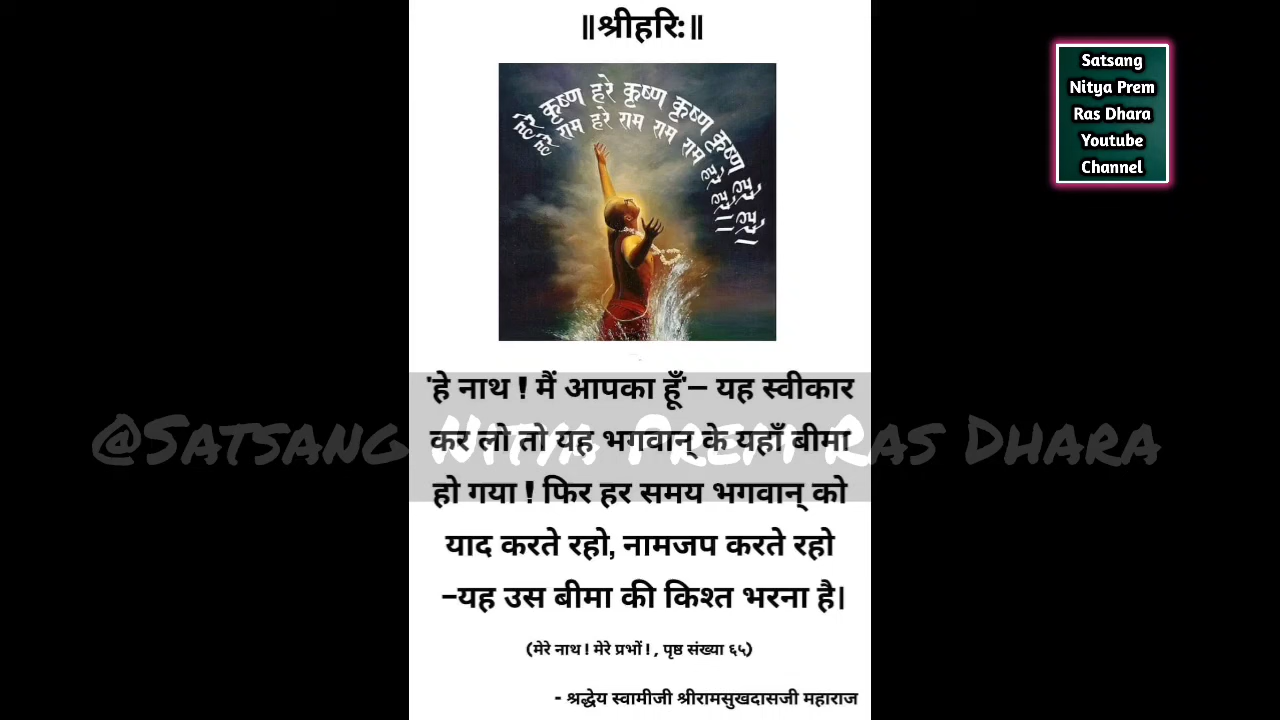 ॥श्रीहरिः॥
हरे कृष्ण हरे कृष्ण कृष्ण कृष्ण हरे हरे।
हरे राम हरे राम राम राम हरे हरे।।
Satsang
Nitya Prem
Ras Dhara
Youtube
Channel
'हे नाथ ! मैं आपका हूँ'– यह स्वीकार
कर लो तो यह भगवान् के यहाँ बीमा
हो गया ! फिर हर समय भगवान् को
याद करते रहो, नामजप करते रहो
–यह उस बीमा की किश्त भरना है।
@Satsang Nitya Prem Ras Dhara
(मेरे नाथ ! मेरे प्रभों ! , पृष्ठ संख्या ६५)
- श्रद्धेय स्वामीजी श्रीरामसुखदासजी महाराज